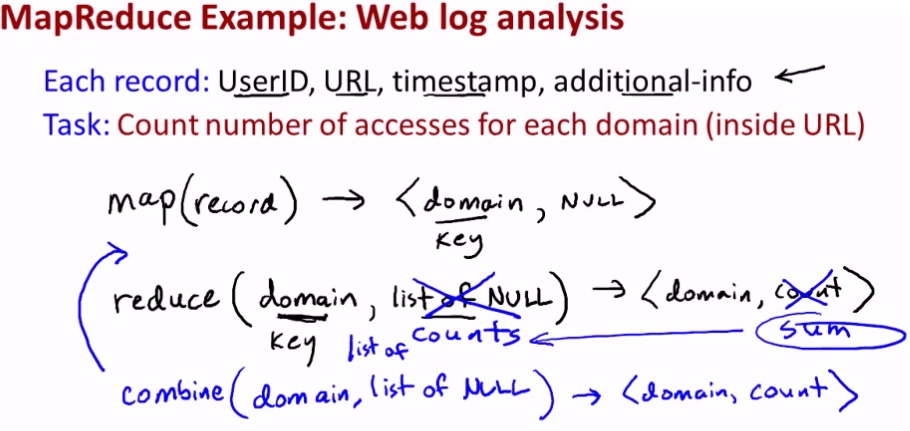 MapReduce Example: Web log analysis
Each record: UserID, URL, timestamp, additional-info ←
Task: Count number of accesses for each domain (inside URL)
map(record) → <domain, NULL>
key
reduce(domain, list of NULL) → <domain, count>
key list of counts ← sum
combine(domain, list of NULL) → <domain, count>